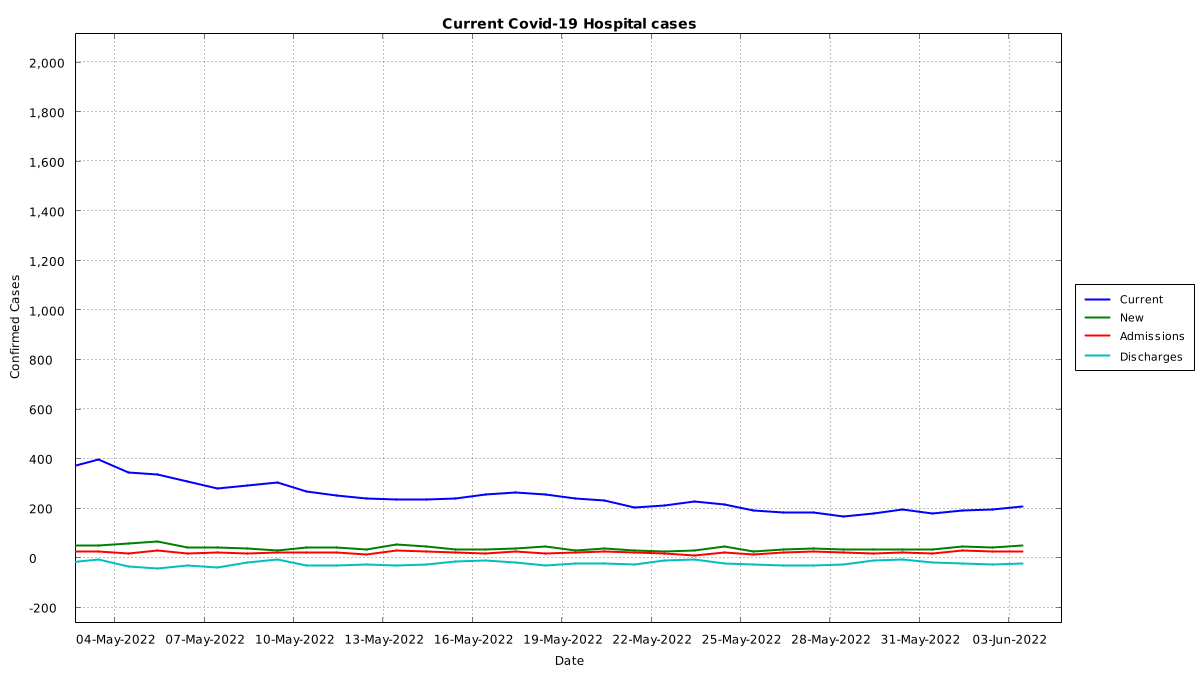 Current Covid-19 Hospital cases
2,000
1,800
1,600
1,400
1,200
1,000
800
600
400
200
0
-200
Confirmed Cases
04-May-2022 07-May-2022 10-May-2022 13-May-2022 16-May-2022 19-May-2022 22-May-2022 25-May-2022 28-May-2022 31-May-2022 03-Jun-2022
Date
Current
New
Admissions
Discharges